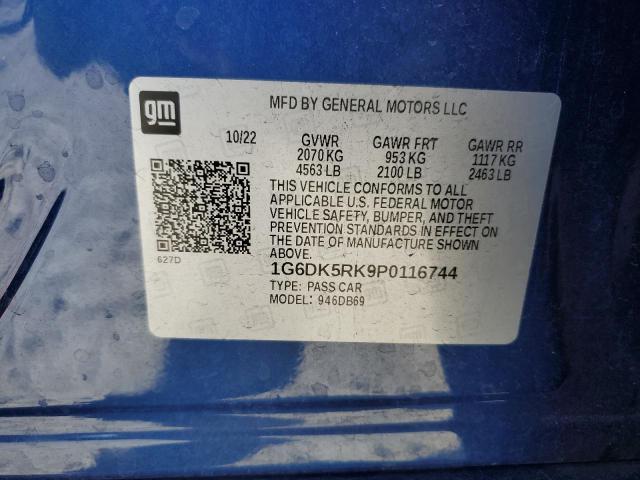 gm
MFD BY GENERAL MOTORS LLC
10/22 GVWR GAWR FRT GAWR RR
2070 KG 953 KG 1117 KG
4563 LB 2100 LB 2463 LB
THIS VEHICLE CONFORMS TO ALL
APPLICABLE U.S. FEDERAL MOTOR
VEHICLE SAFETY, BUMPER, AND THEFT
PREVENTION STANDARDS IN EFFECT ON
THE DATE OF MANUFACTURE SHOWN
ABOVE.
627D
1G6DK5RK9P0116744
TYPE: PASS CAR
MODEL: 946DB69